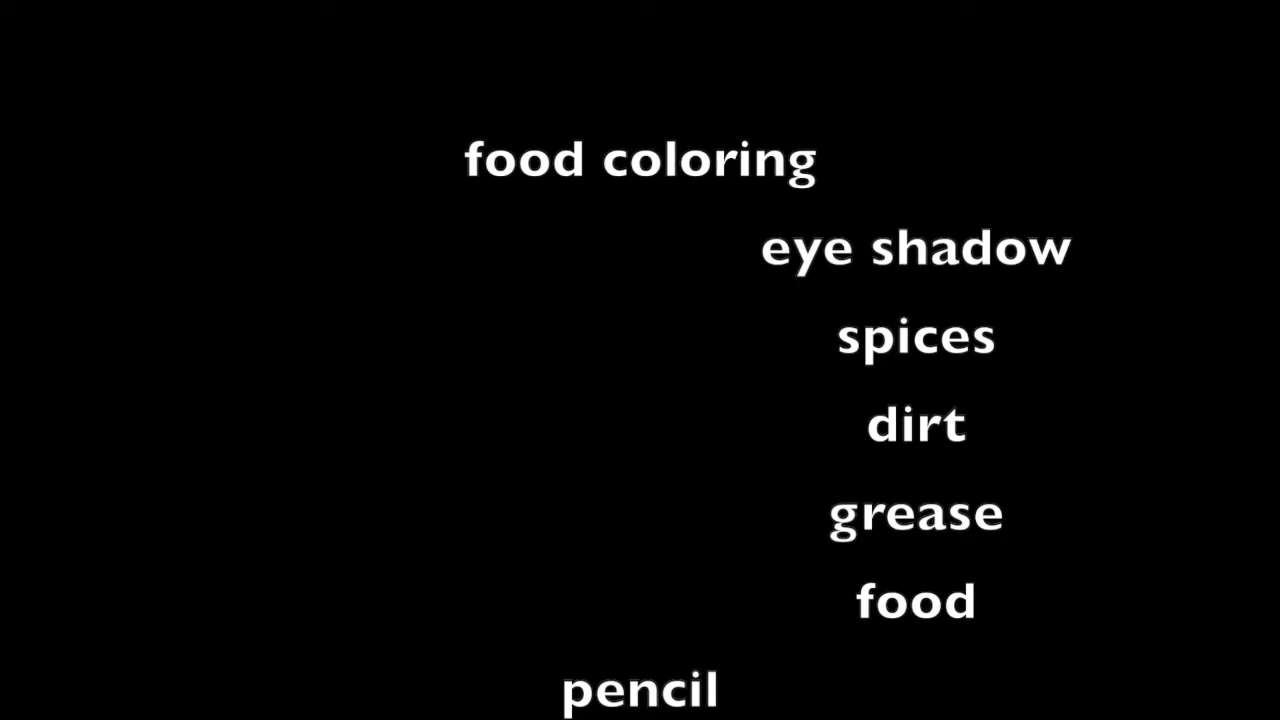 food coloring
eye shadow
spices
dirt
grease
food
pencil